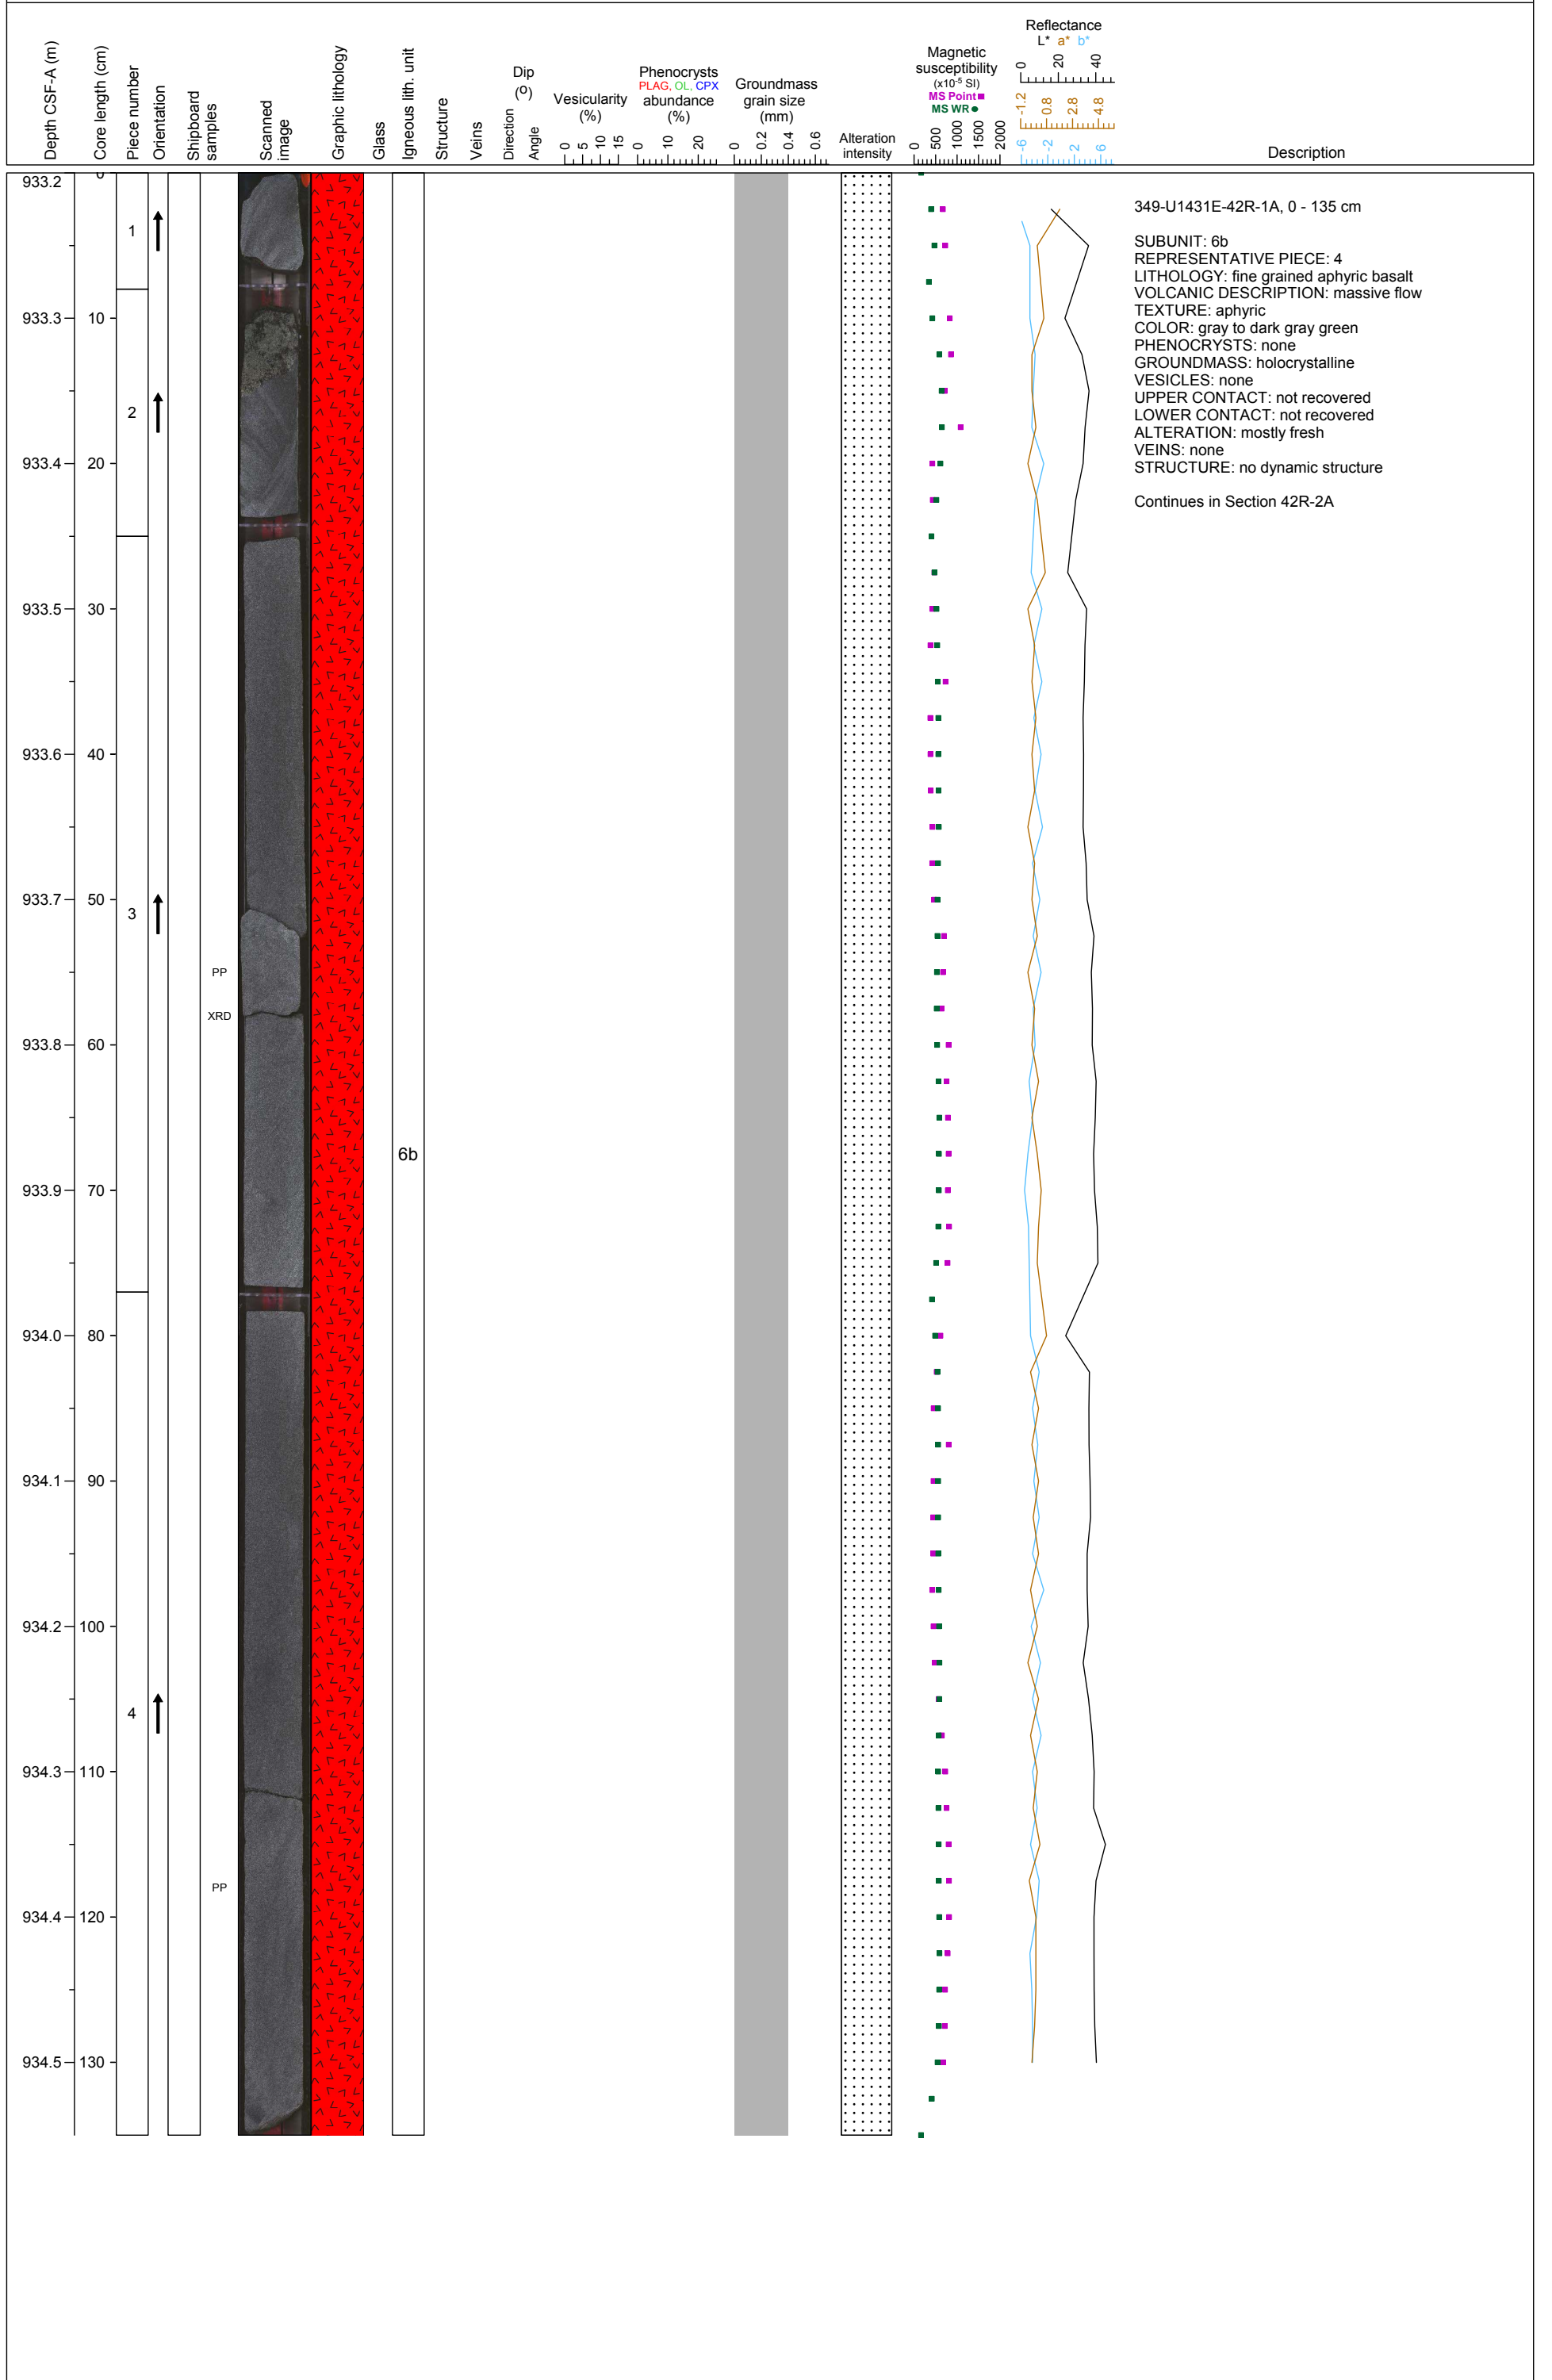 Depth CSF-A (m)
Core length (cm)
Piece number
Orientation
Shipboard
samples
Scanned
image
Graphic lithology
Glass
Igneous lith. unit
Structure
Veins
Dip
(o)
Direction
Angle
Vesicularity
(%)
0 5 10 15
Phenocrysts
PLAG, OL, CPX
abundance
(%)
0 10 20
Groundmass
grain size
(mm)
0 0.2 0.4 0.6
Alteration
intensity
Magnetic
susceptibility
(x10-5 SI)
MS Point
MS WR
0 500 1000 1500 2000
Reflectance
L* a* b*
0 20 40
-1.2 0.8 2.8 4.8
-6 -2 2 6
Description
933.2 0
933.3 10
933.4 20
933.5 30
933.6 40
933.7 50
933.8 60
933.9 70
934.0 80
934.1 90
934.2 100
934.3 110
934.4 120
934.5 130
1
2
3
4
PP
XRD
PP
6b
349-U1431E-42R-1A, 0 - 135 cm
SUBUNIT: 6b
REPRESENTATIVE PIECE: 4
LITHOLOGY: fine grained aphyric basalt
VOLCANIC DESCRIPTION: massive flow
TEXTURE: aphyric
COLOR: gray to dark gray green
PHENOCRYSTS: none
GROUNDMASS: holocrystalline
VESICLES: none
UPPER CONTACT: not recovered
LOWER CONTACT: not recovered
ALTERATION: mostly fresh
VEINS: none
STRUCTURE: no dynamic structure
Continues in Section 42R-2A